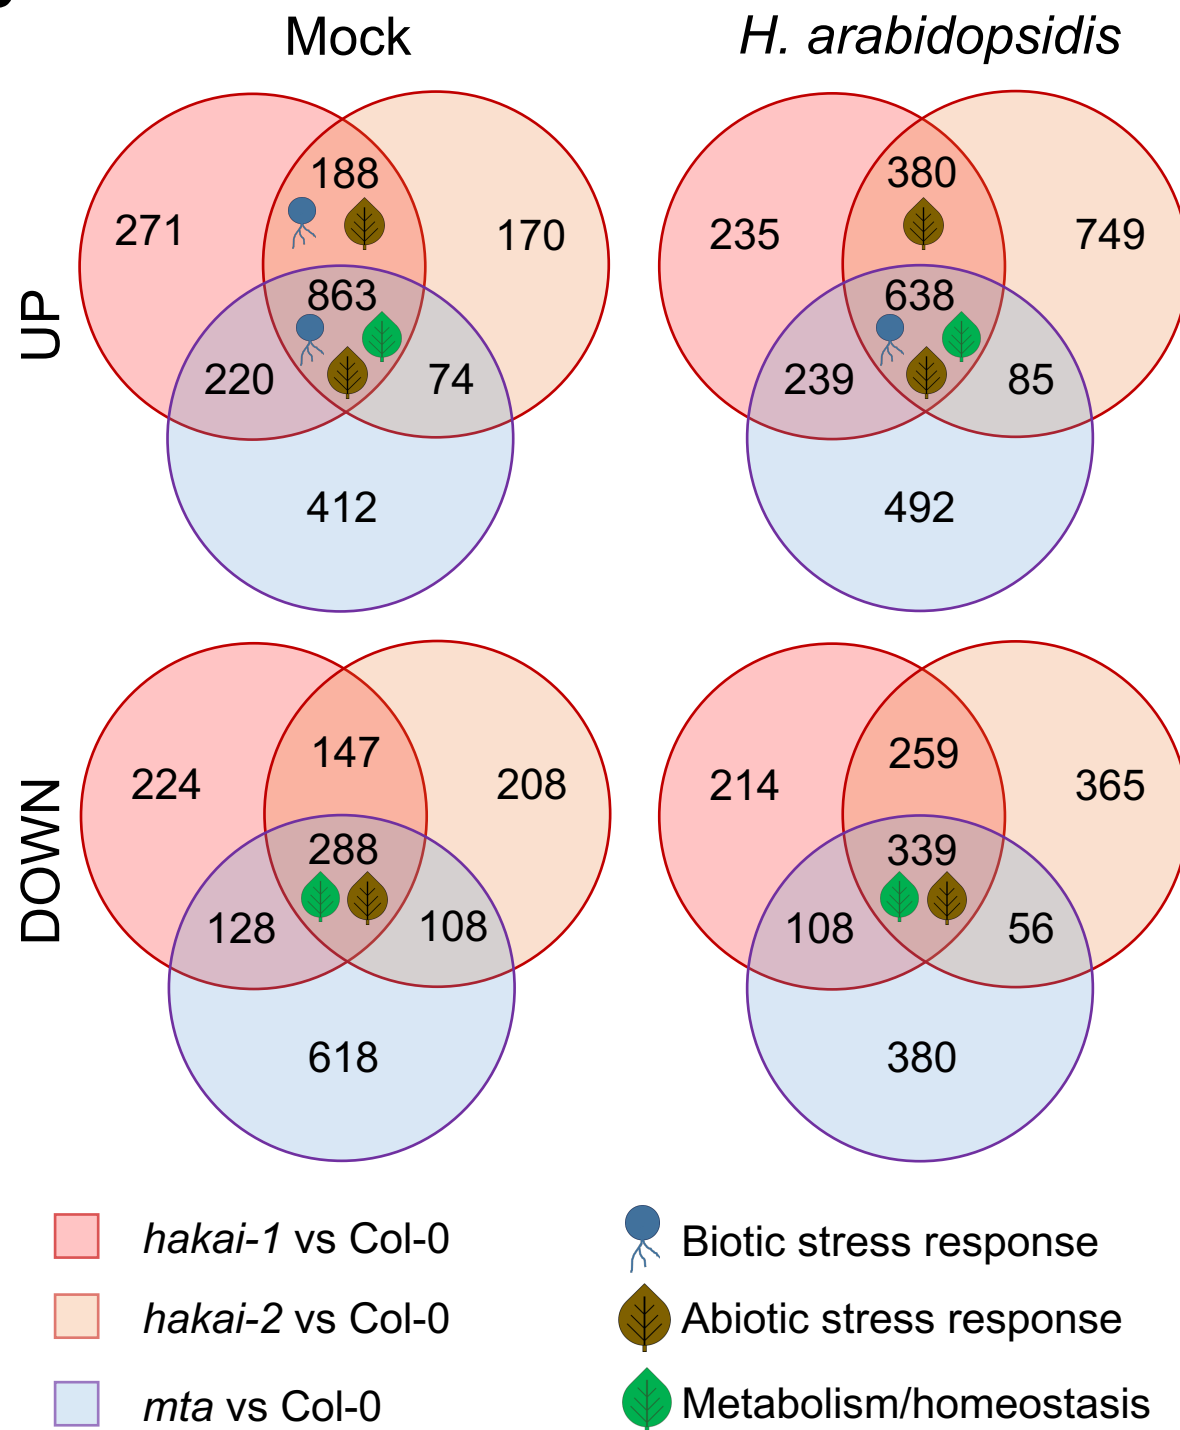 Mock
H. arabidopsidis
UP
188
271
170
863
220
74
412
380
235
749
638
239
85
492
DOWN
147
224
208
288
128
108
618
259
214
365
339
108
56
380
hakai-1 vs Col-0
hakai-2 vs Col-0
mta vs Col-0
Biotic stress response
Abiotic stress response
Metabolism/homeostasis